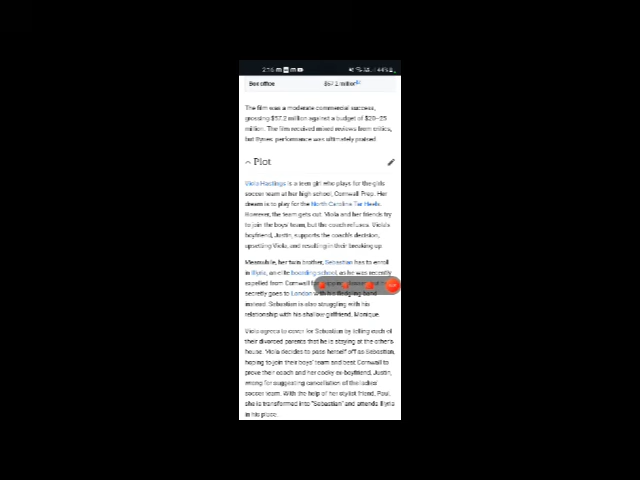 Box office $57.2 million
The film was a moderate commercial success,
grossing $57.2 million against a budget of $20–25
million. The film received mixed reviews from critics,
but Bynes' performance was ultimately praised.
Plot
Viola Hastings is a teen girl who plays for the girls
soccer team at her high school, Cornwall Prep. Her
dream is to play for the North Carolina Tar Heels.
However, the team gets cut. Viola and her friends try
to join the boys' team, but the coach refuses. Viola's
boyfriend, Justin, supports the coach's decision,
upsetting Viola, and resulting in their breaking up.
Meanwhile, her twin brother, Sebastian has to enroll
in Illyria, an elite boarding school, as he was recently
expelled from Cornwall for
secretly goes to London with his fledgling band
instead. Sebastian is also struggling with his
relationship with his shallow girlfriend, Monique.
Viola agrees to cover for Sebastian by telling each of
their divorced parents that he is staying at the other's
house. Viola decides to pass herself off as Sebastian,
hoping to join their boys' team and beat Cornwall to
prove their coach and her cocky ex-boyfriend, Justin,
wrong for suggesting cancellation of the ladies'
soccer team. With the help of her stylist friend, Paul,
she is transformed into "Sebastian" and attends Illyria
in his place.